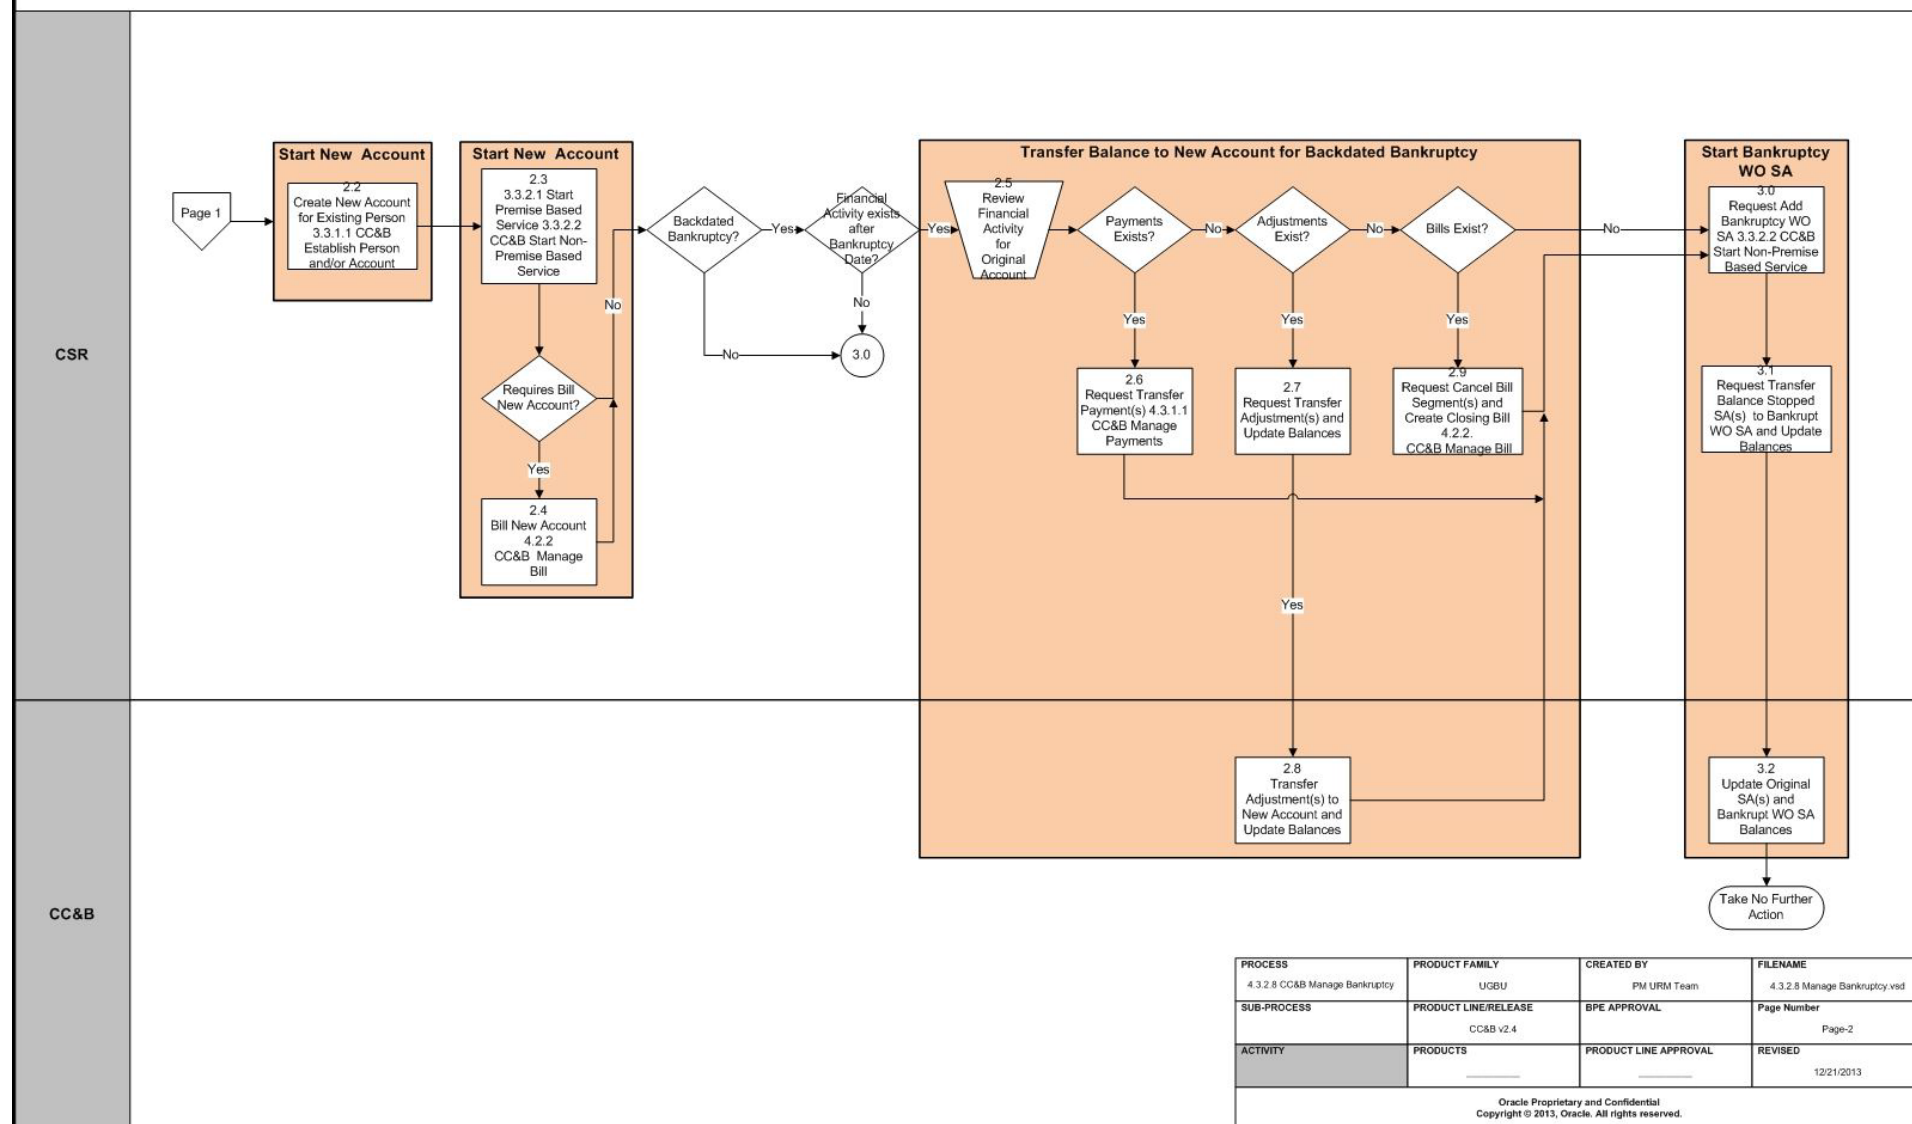 CSR
CC&B
Page 1
Start New  Account
2.2
Create New Account
for Existing Person
3.3.1.1 CC&B
Establish Person
and/or Account
Start New  Account
2.3
3.3.2.1 Start
Premise Based
Service 3.3.2.2
CC&B Start Non-
Premise Based
Service
Requires Bill
New Account?
No
Yes
2.4
Bill New Account
4.2.2
CC&B  Manage
Bill
Backdated
Bankruptcy?
Yes
No
Financial
Activity exists
after
Bankruptcy
Date?
Yes
No
3.0
Transfer Balance to New Account for Backdated Bankruptcy
2.5
Review
Financial
Activity
for
Original
Account
Payments
Exists?
No
Yes
Adjustments
Exist?
No
Yes
Bills Exist?
No
Yes
2.6
Request Transfer
Payment(s) 4.3.1.1
CC&B Manage
Payments
2.7
Request Transfer
Adjustment(s) and
Update Balances
2.9
Request Cancel Bill
Segment(s) and
Create Closing Bill
4.2.2.
CC&B Manage Bill
Yes
2.8
Transfer
Adjustment(s) to
New Account and
Update Balances
Start Bankruptcy
WO SA
3.0
Request Add
Bankruptcy WO
SA 3.3.2.2 CC&B
Start Non-Premise
Based Service
3.1
Request Transfer
Balance Stopped
SA(s)  to Bankrupt
WO SA and Update
Balances
3.2
Update Original
SA(s) and
Bankrupt WO SA
Balances
Take No Further
Action
PROCESS
4.3.2.8 CC&B Manage Bankruptcy
PRODUCT FAMILY
UGBU
CREATED BY
PM URM Team
FILENAME
4.3.2.8 Manage Bankruptcy.vsd
SUB-PROCESS
PRODUCT LINE/RELEASE
CC&B v2.4
BPE APPROVAL
Page Number
Page-2
ACTIVITY
PRODUCTS
PRODUCT LINE APPROVAL
REVISED
12/21/2013
Oracle Proprietary and Confidential
Copyright © 2013, Oracle. All rights reserved.